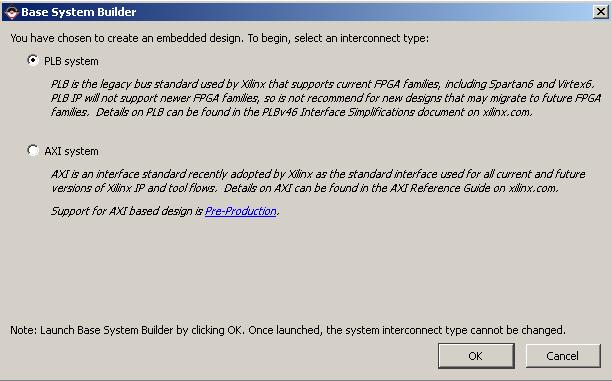 Base System Builder
You have chosen to create an embedded design. To begin, select an interconnect type:
PLB system
PLB is the legacy bus standard used by Xilinx that supports current FPGA families, including Spartan6 and Virtex6.
PLB IP will not support newer FPGA families, so is not recommend for new designs that may migrate to future FPGA
families. Details on PLB can be found in the PLBv46 Interface Simplifications document on xilinx.com.
AXI system
AXI is an interface standard recently adopted by Xilinx as the standard interface used for all current and future
versions of Xilinx IP and tool flows. Details on AXI can be found in the AXI Reference Guide on xilinx.com.
Support for AXI based design is Pre-Production.
Note: Launch Base System Builder by clicking OK. Once launched, the system interconnect type cannot be changed.
OK Cancel